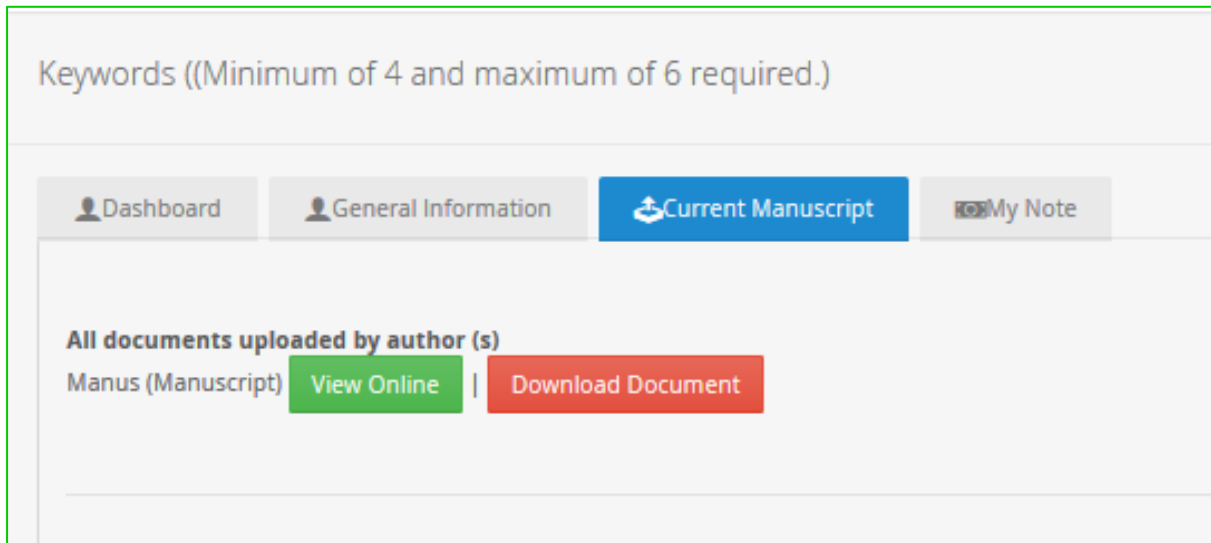 Keywords ((Minimum of 4 and maximum of 6 required.)
Dashboard General Information Current Manuscript My Note
All documents uploaded by author (s)
Manus (Manuscript) View Online | Download Document